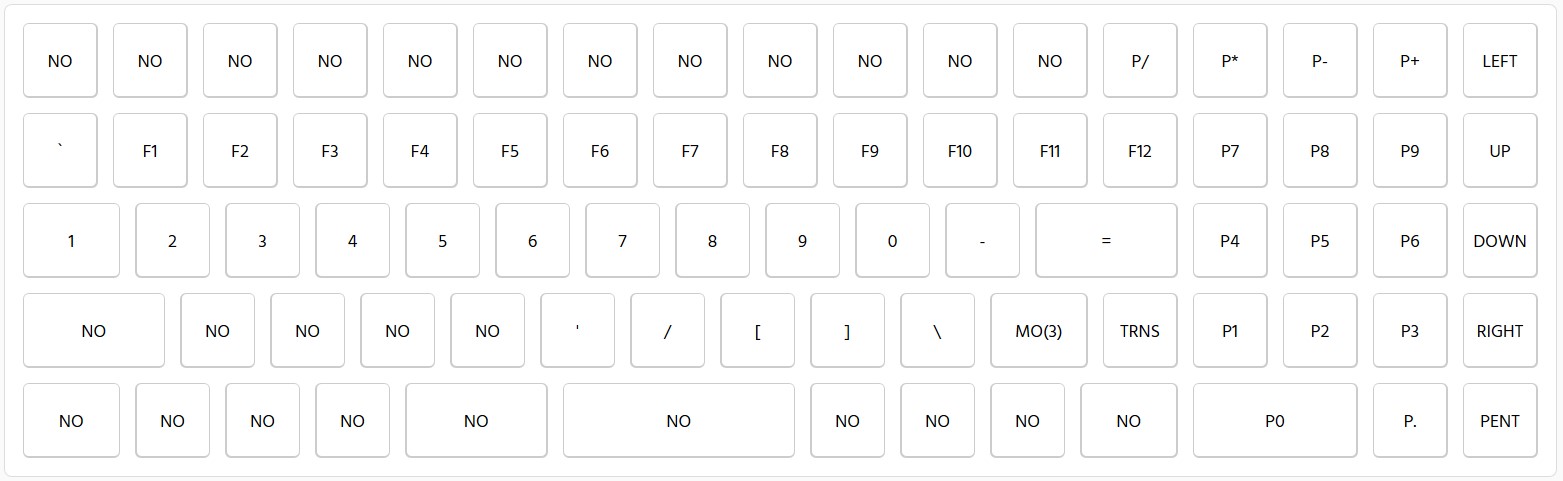 NO NO NO NO NO NO NO NO NO NO NO NO P/ P* P- P+ LEFT
` F1 F2 F3 F4 F5 F6 F7 F8 F9 F10 F11 F12 P7 P8 P9 UP
1 2 3 4 5 6 7 8 9 0 - = P4 P5 P6 DOWN
NO NO NO NO NO ' / [ ] \ MO(3) TRNS P1 P2 P3 RIGHT
NO NO NO NO NO NO NO NO NO NO P0 P. PENT